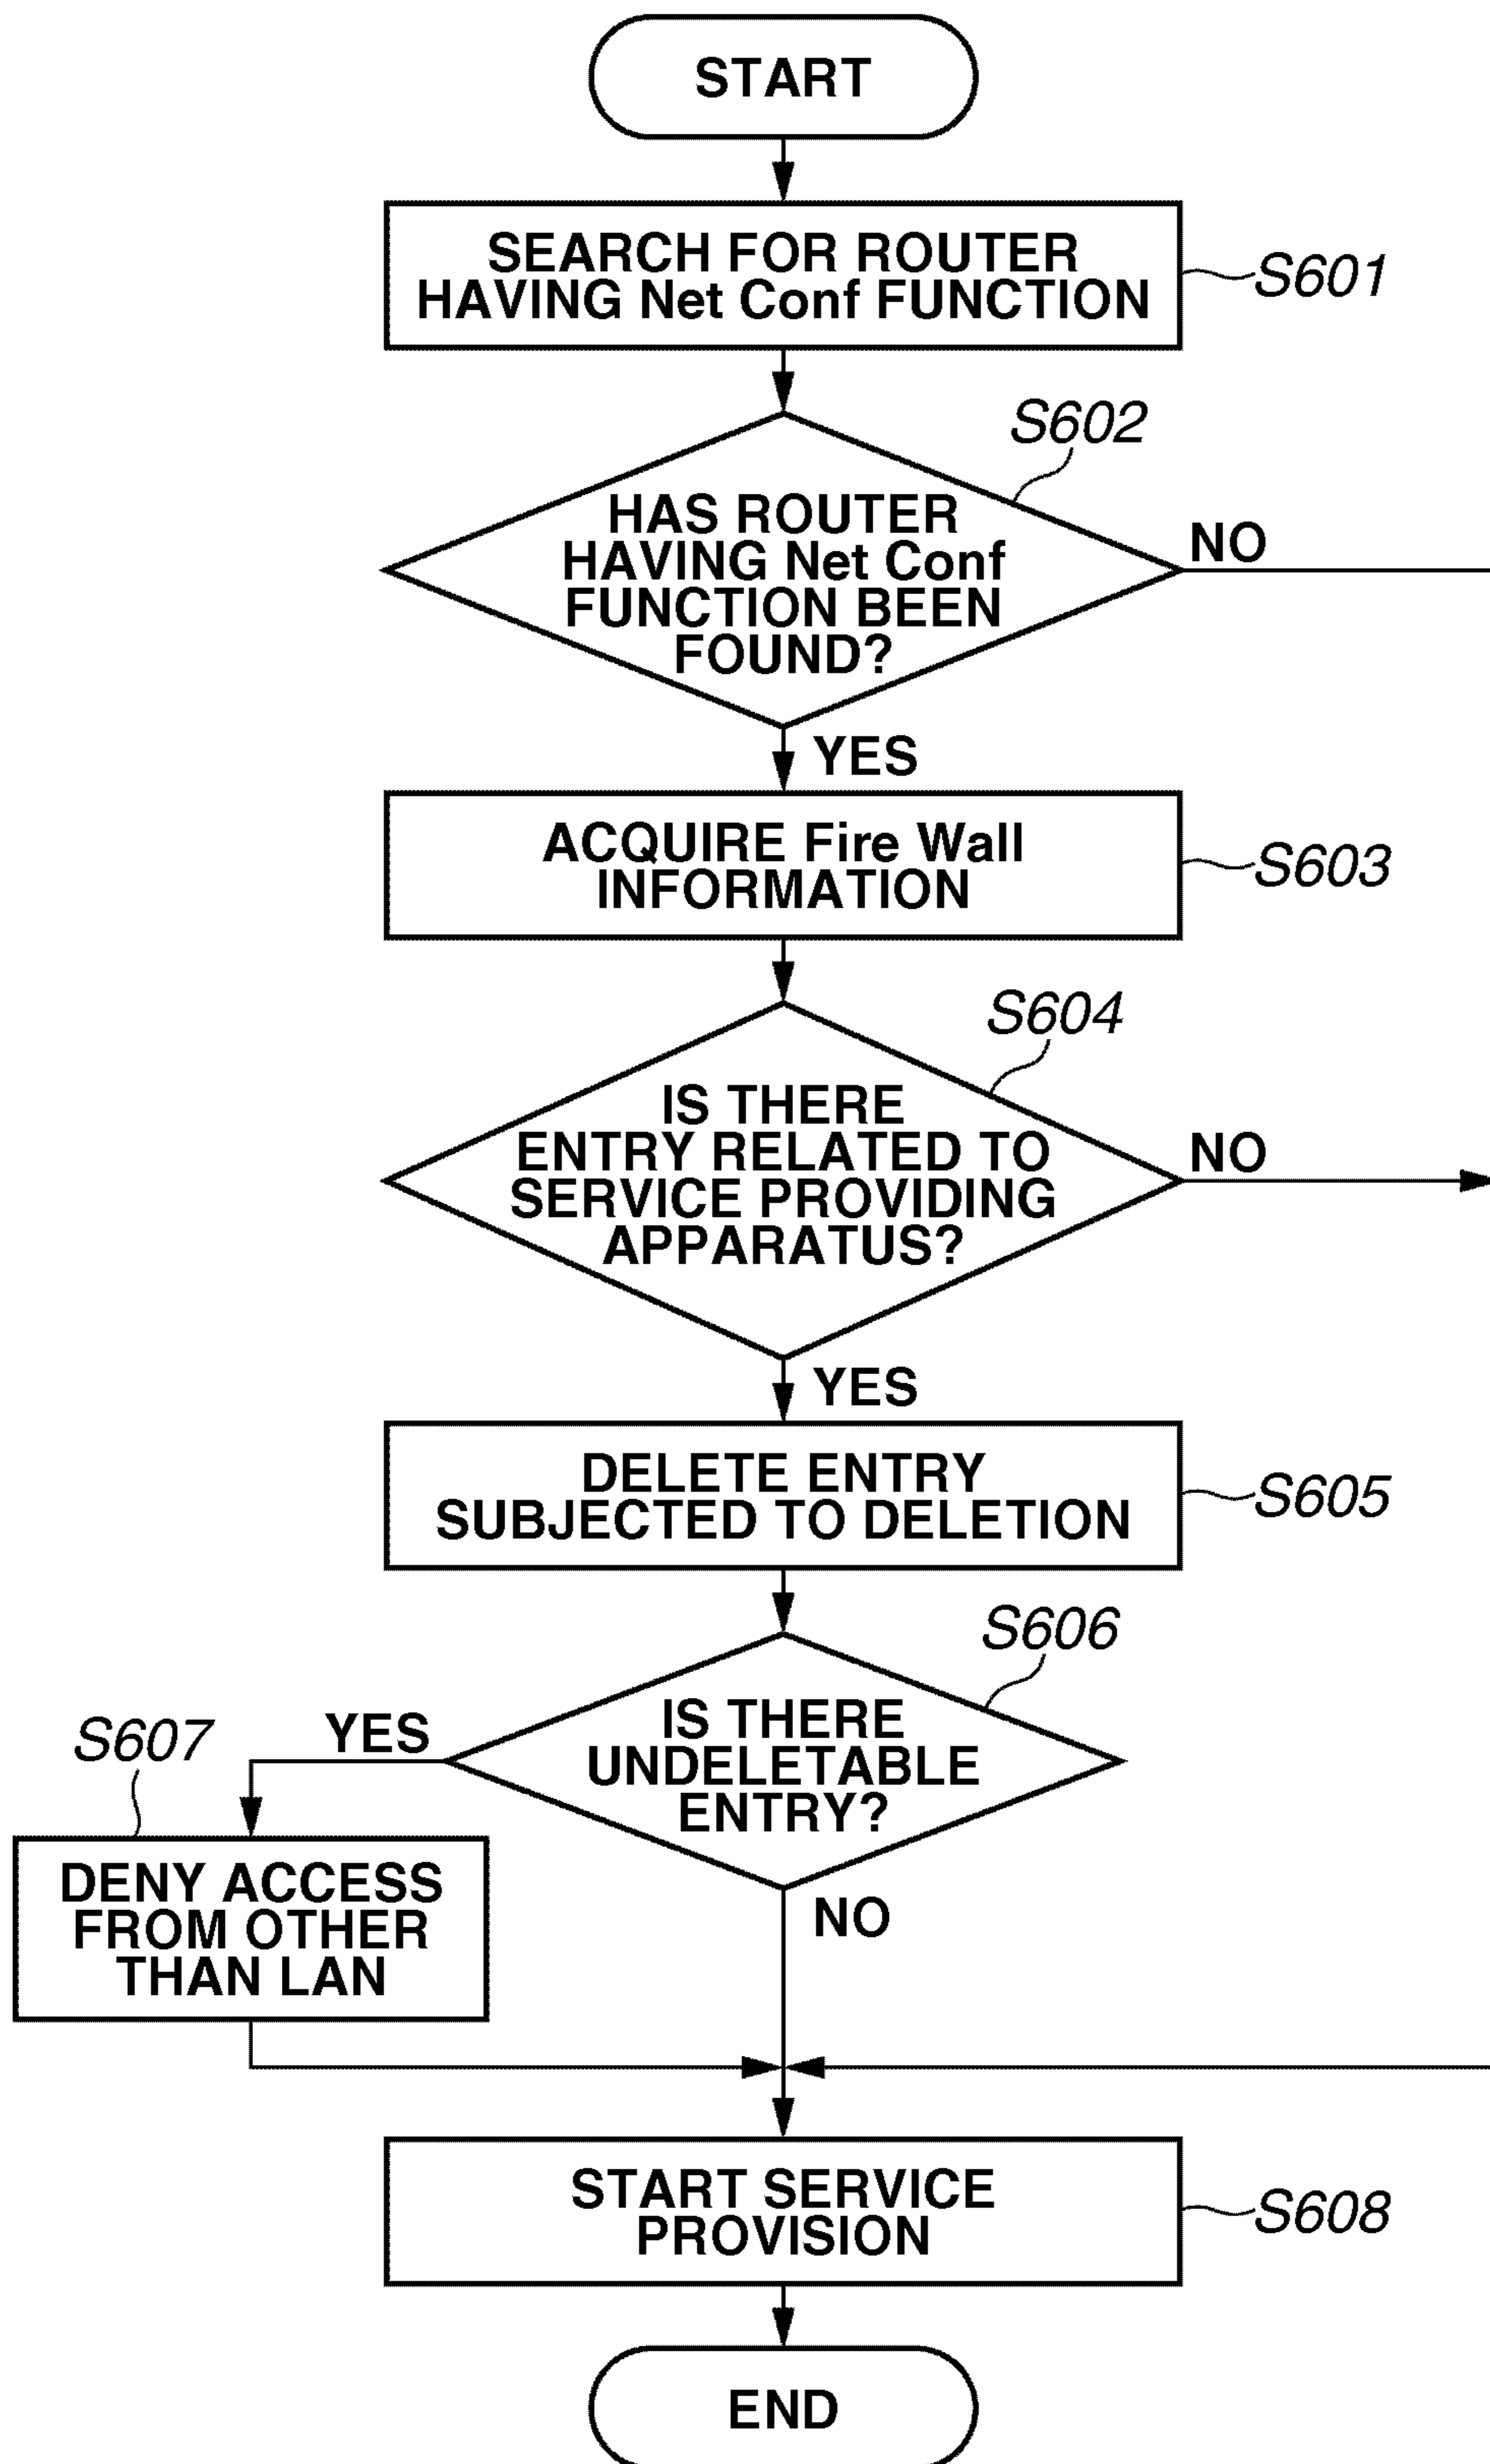 START
SEARCH FOR ROUTER
HAVING Net Conf FUNCTION
S601
S602
HAS ROUTER
HAVING Net Conf
FUNCTION BEEN
FOUND?
NO
YES
ACQUIRE Fire Wall
INFORMATION
S603
S604
IS THERE
ENTRY RELATED TO
SERVICE PROVIDING
APPARATUS?
NO
YES
DELETE ENTRY
SUBJECTED TO DELETION
S605
S606
IS THERE
UNDELETABLE
ENTRY?
YES
S607
DENY ACCESS
FROM OTHER
THAN LAN
NO
START SERVICE
PROVISION
S608
END